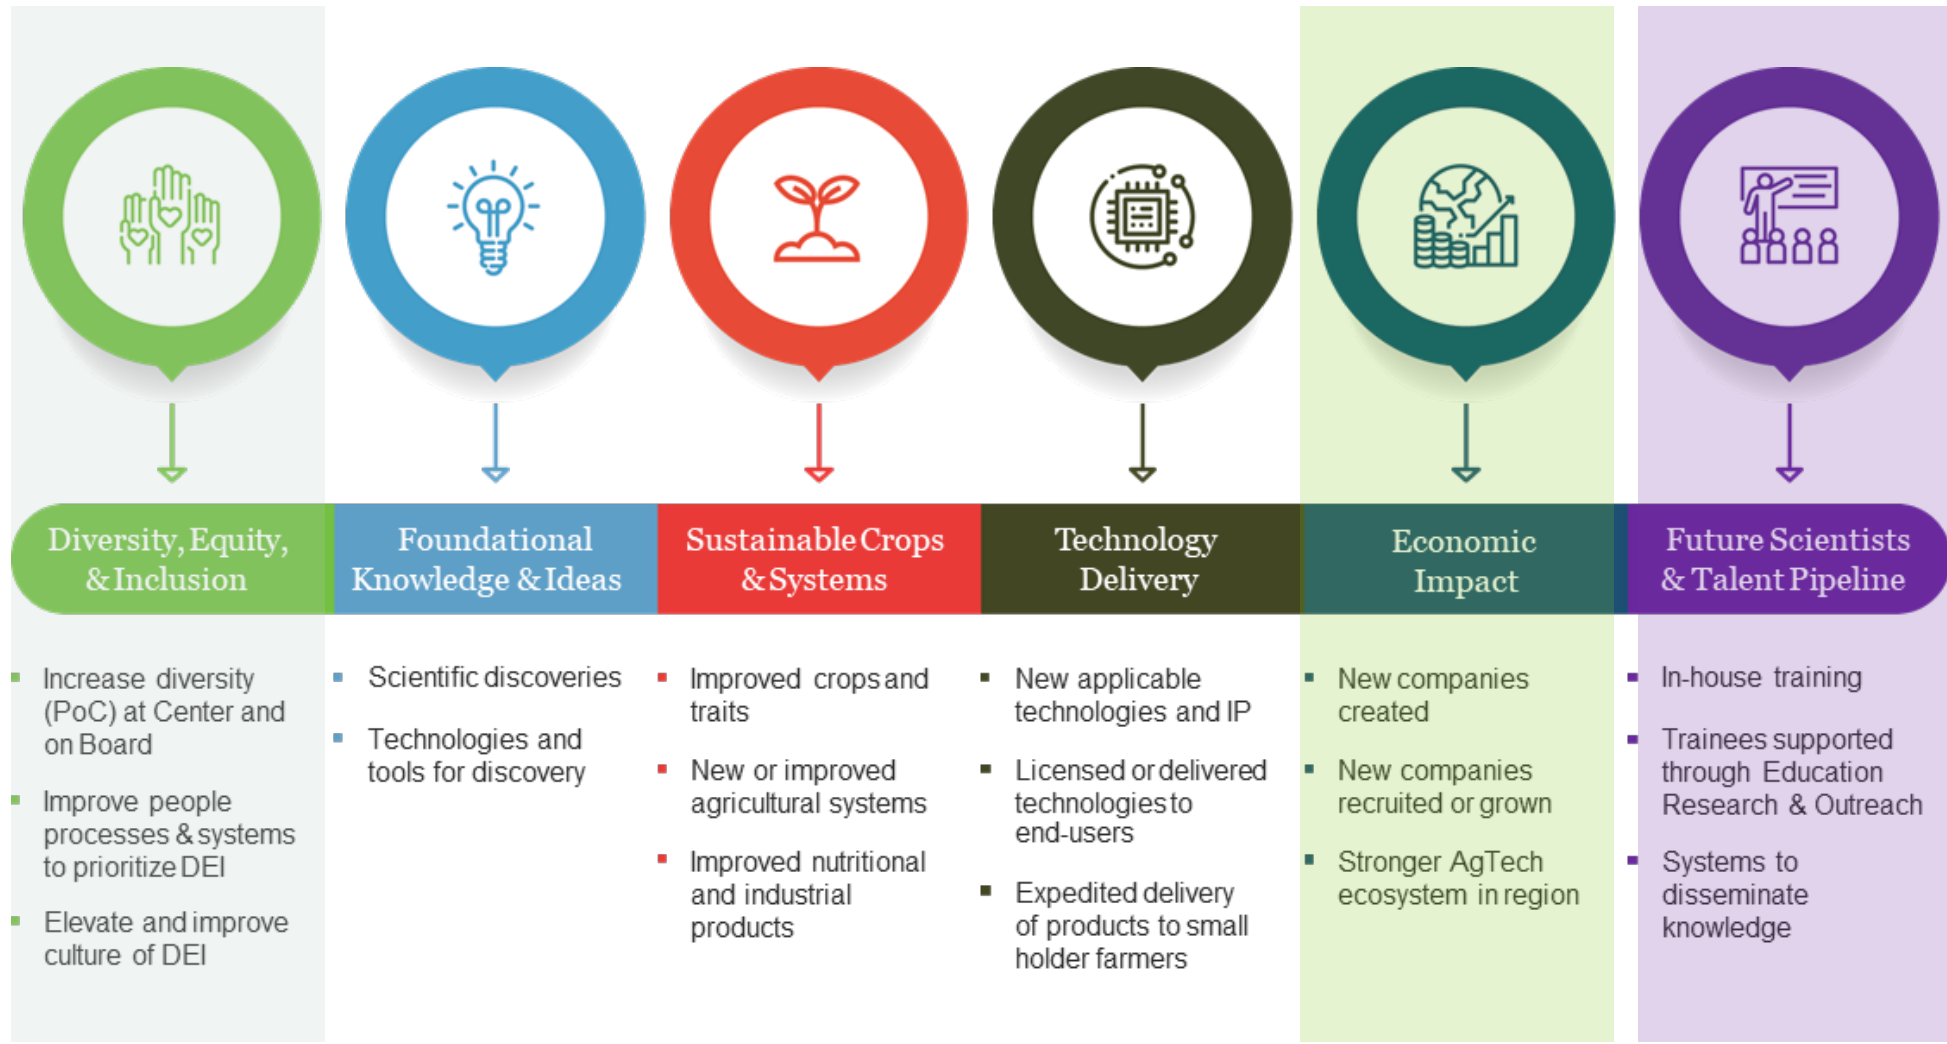 Diversity, Equity,
& Inclusion
Foundational
Knowledge & Ideas
Sustainable Crops
& Systems
Technology
Delivery
Economic
Impact
Future Scientists
& Talent Pipeline
Increase diversity
(PoC) at Center and
on Board
Improve people
processes & systems
to prioritize DEI
Elevate and improve
culture of DEI
Scientific discoveries
Technologies and
tools for discovery
Improved crops and
traits
New or improved
agricultural systems
Improved nutritional
and industrial
products
New applicable
technologies and IP
Licensed or delivered
technologies to
end-users
Expedited delivery
of products to small
holder farmers
New companies
created
New companies
recruited or grown
Stronger AgTech
ecosystem in region
In-house training
Trainees supported
through Education
Research & Outreach
Systems to
disseminate
knowledge